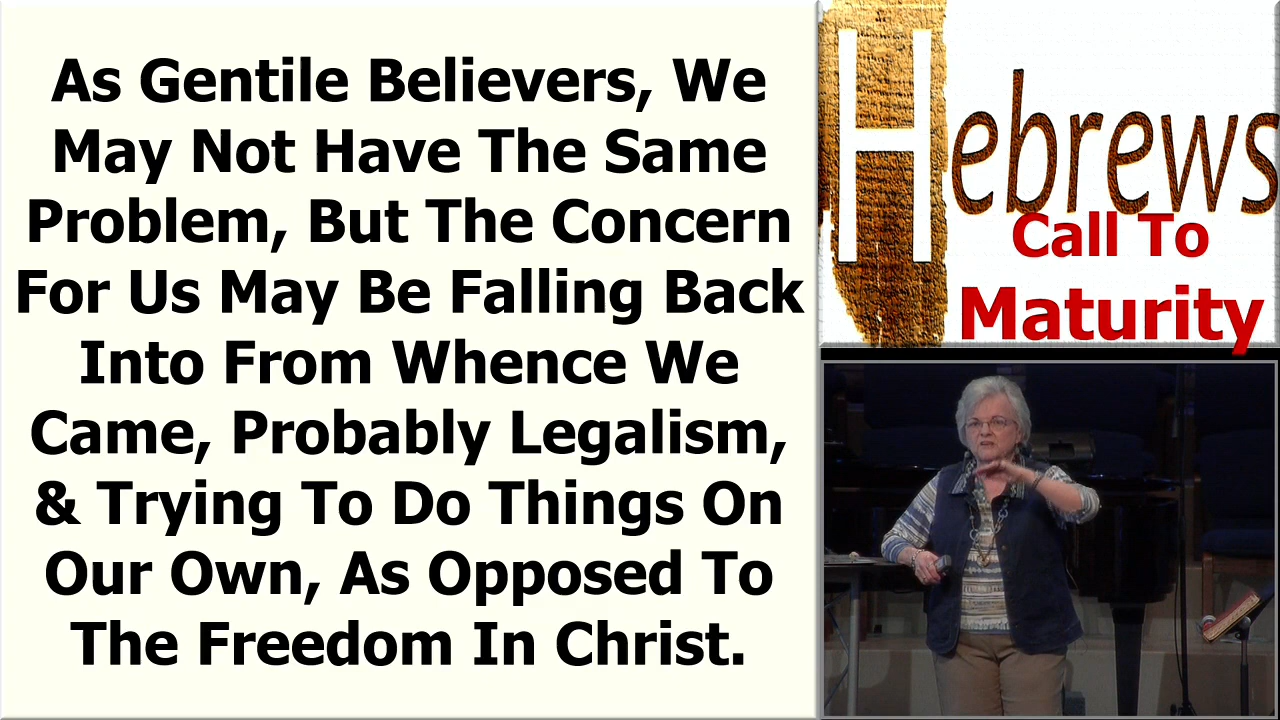 As Gentile Believers, We
May Not Have The Same
Problem, But The Concern
For Us May Be Falling Back
Into From Whence We
Came, Probably Legalism,
& Trying To Do Things On
Our Own, As Opposed To
The Freedom In Christ.
Hebrews
Call To
Maturity